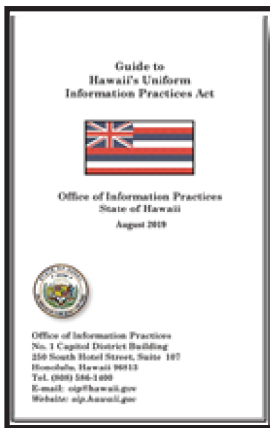 Guide to
Hawaii's Uniform
Information Practices Act
Office of Information Practices
State of Hawaii
August 2019
Office of Information Practices
No. 1 Capitol District Building
250 South Hotel Street, Suite 107
Honolulu, Hawaii 96813
Tel. (808) 586-1400
E-mail: oip@hawaii.gov
Website: oip.hawaii.gov